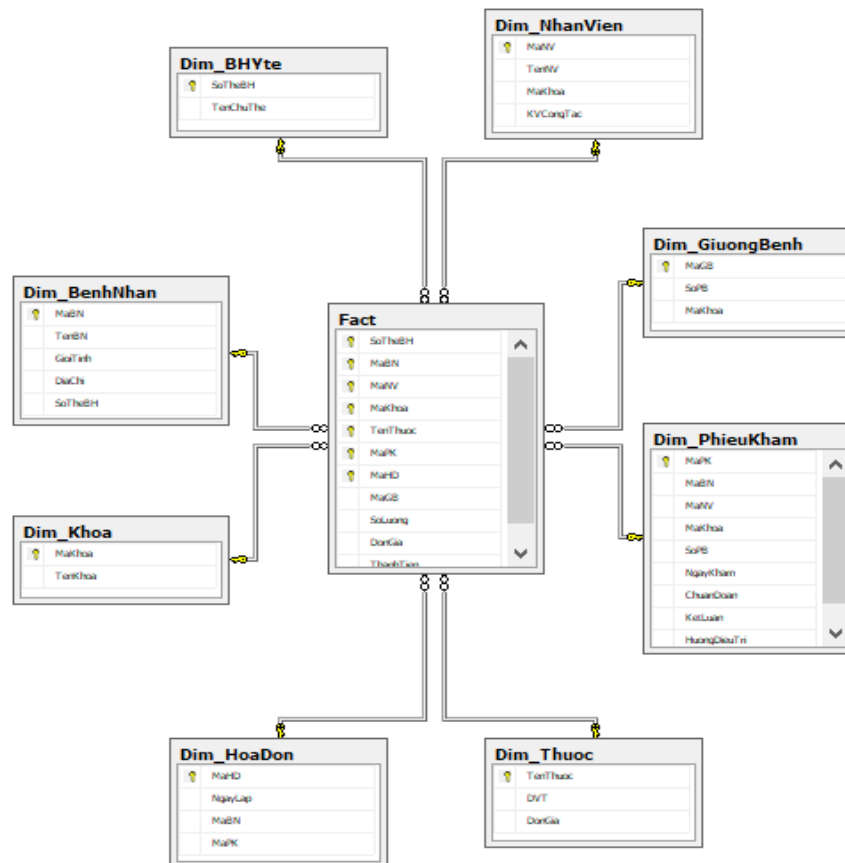 Dim_BHYte
SoTheBH
TenChuThe
Dim_NhanVien
MaNV
TenNV
MaKhoa
KVCongTac
Dim_GiuongBenh
MaGB
SoPB
MaKhoa
Dim_BenhNhan
MaBN
TenBN
GioiTinh
DiaChi
SoTheBH
Fact
SoTheBH
MaBN
MaNV
MaKhoa
TenThuoc
MaPK
MaHD
MaGB
SoLuong
DonGia
ThanhTien
Dim_PhieuKham
MaPK
MaBN
MaNV
MaKhoa
SoPB
NgayKham
ChuanDoan
KetLuan
HuongDieuTri
Dim_Khoa
MaKhoa
TenKhoa
Dim_HoaDon
MaHD
NgayLap
MaBN
MaPK
Dim_Thuoc
TenThuoc
DVT
DonGia